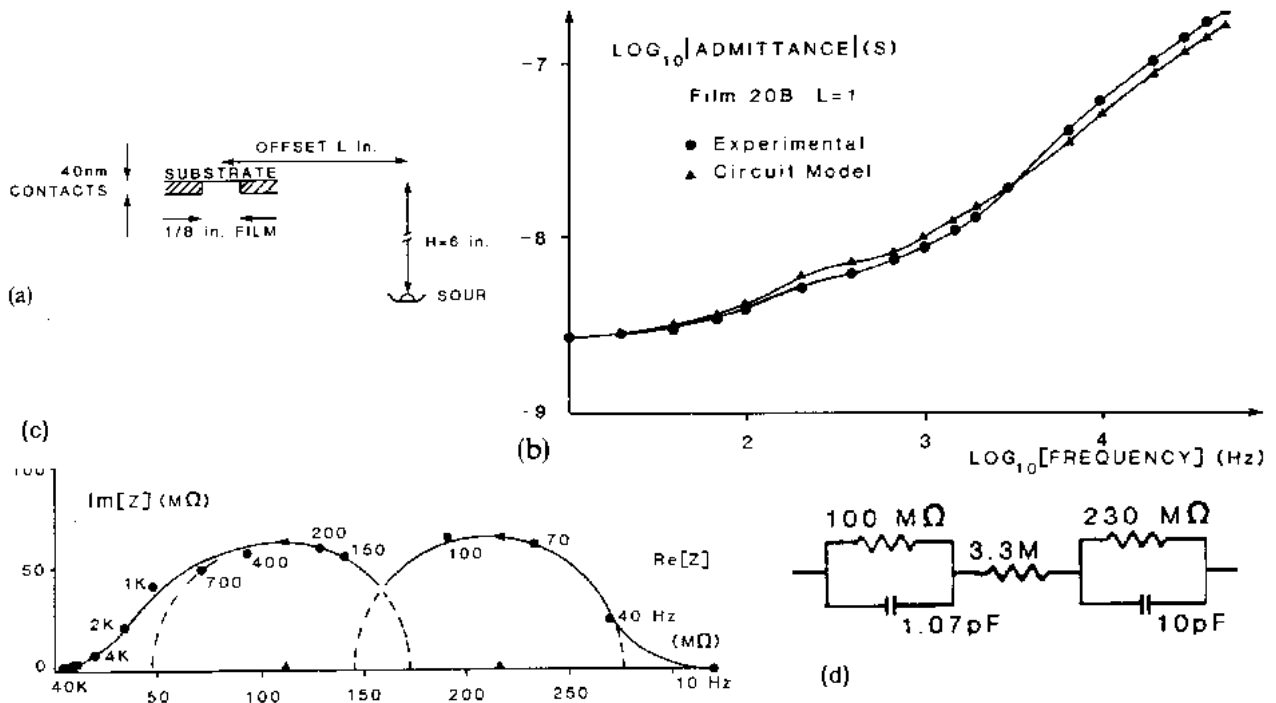 OFFSET L In.
40nm
CONTACTS
SUBSTRATE
1/8 in. FILM
H=6 in.
SOUR
(a)
LOG10|ADMITTANCE|(S)
Film 20B L=1
● Experimental
▲ Circuit Model
-7
-8
-9
2
3
4
LOG10[FREQUENCY] (Hz)
(b)
(c)
100
Im[Z] (MΩ)
50
0
1K
2K
4K
700
400
200
150
100
70
40 Hz
Re[Z]
(MΩ)
40K
50
100
150
200
250
10 Hz
100 MΩ
3.3M
230 MΩ
1.07pF
10pF
(d)